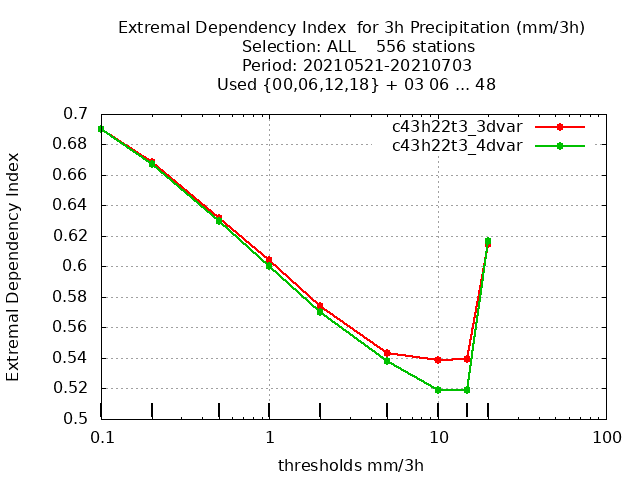 Extremal Dependency Index  for 3h Precipitation (mm/3h)
Selection: ALL    556 stations
Period: 20210521-20210703
Used {00,06,12,18} + 03 06 ... 48
c43h22t3_3dvar
c43h22t3_4dvar
Extremal Dependency Index
0.7
0.68
0.66
0.64
0.62
0.6
0.58
0.56
0.54
0.52
0.5
0.1 1 10 100
thresholds mm/3h